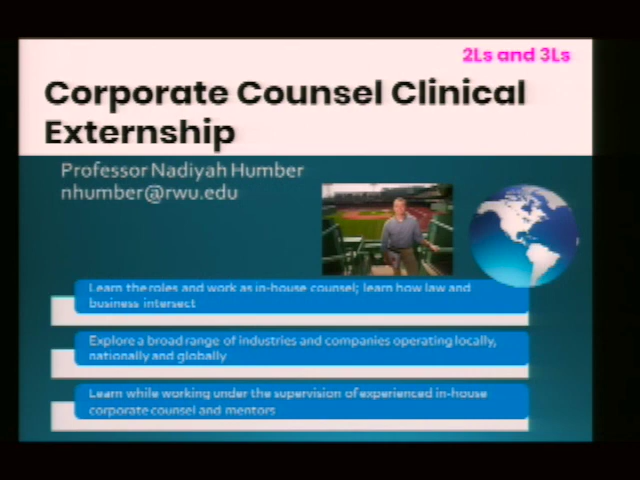 2Ls and 3Ls
Corporate Counsel Clinical
Externship
Professor Nadiyah Humber
nhumber@rwu.edu
Learn the roles and work as in-house counsel; learn how law and
business intersect
Explore a broad range of industries and companies operating locally,
nationally and globally
Learn while working under the supervision of experienced in-house
corporate counsel and mentors